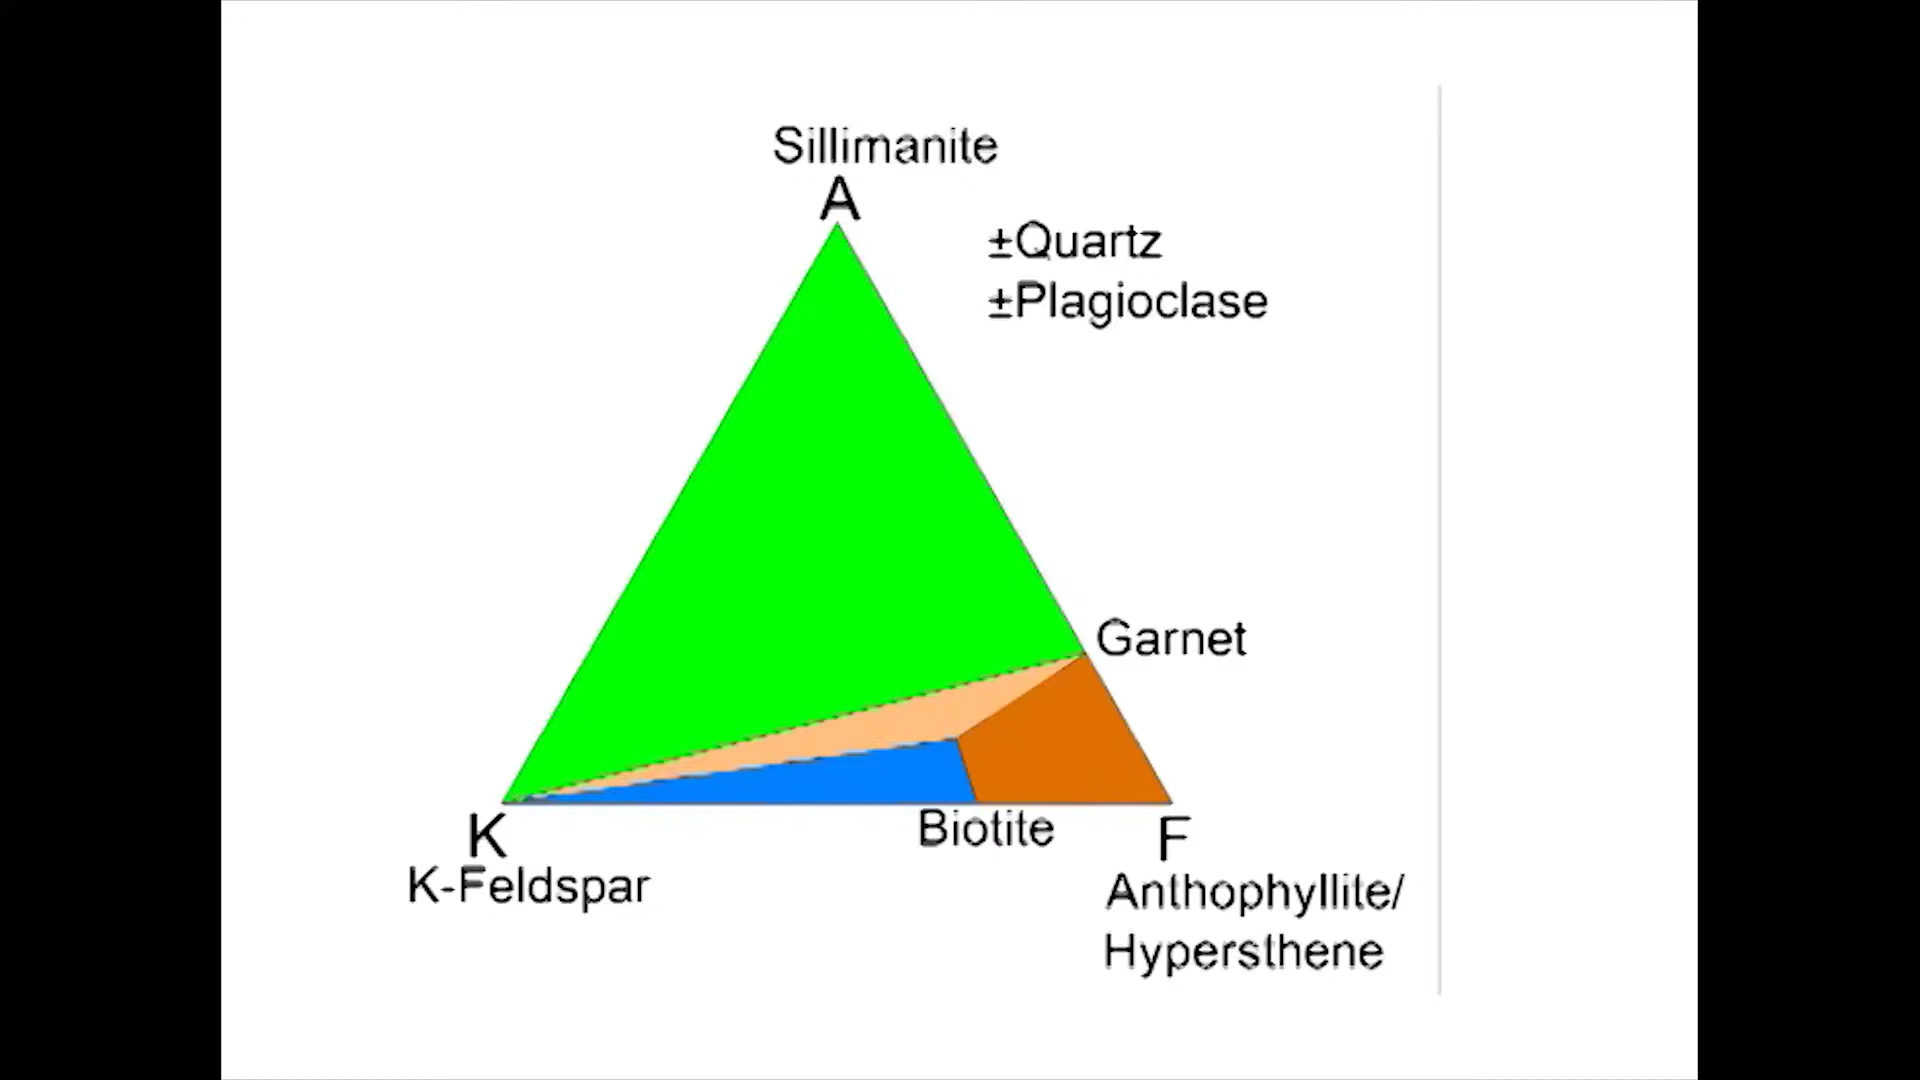 Sillimanite
A
±Quartz
±Plagioclase
Garnet
K
Biotite
F
K-Feldspar
Anthophyllite/
Hypersthene